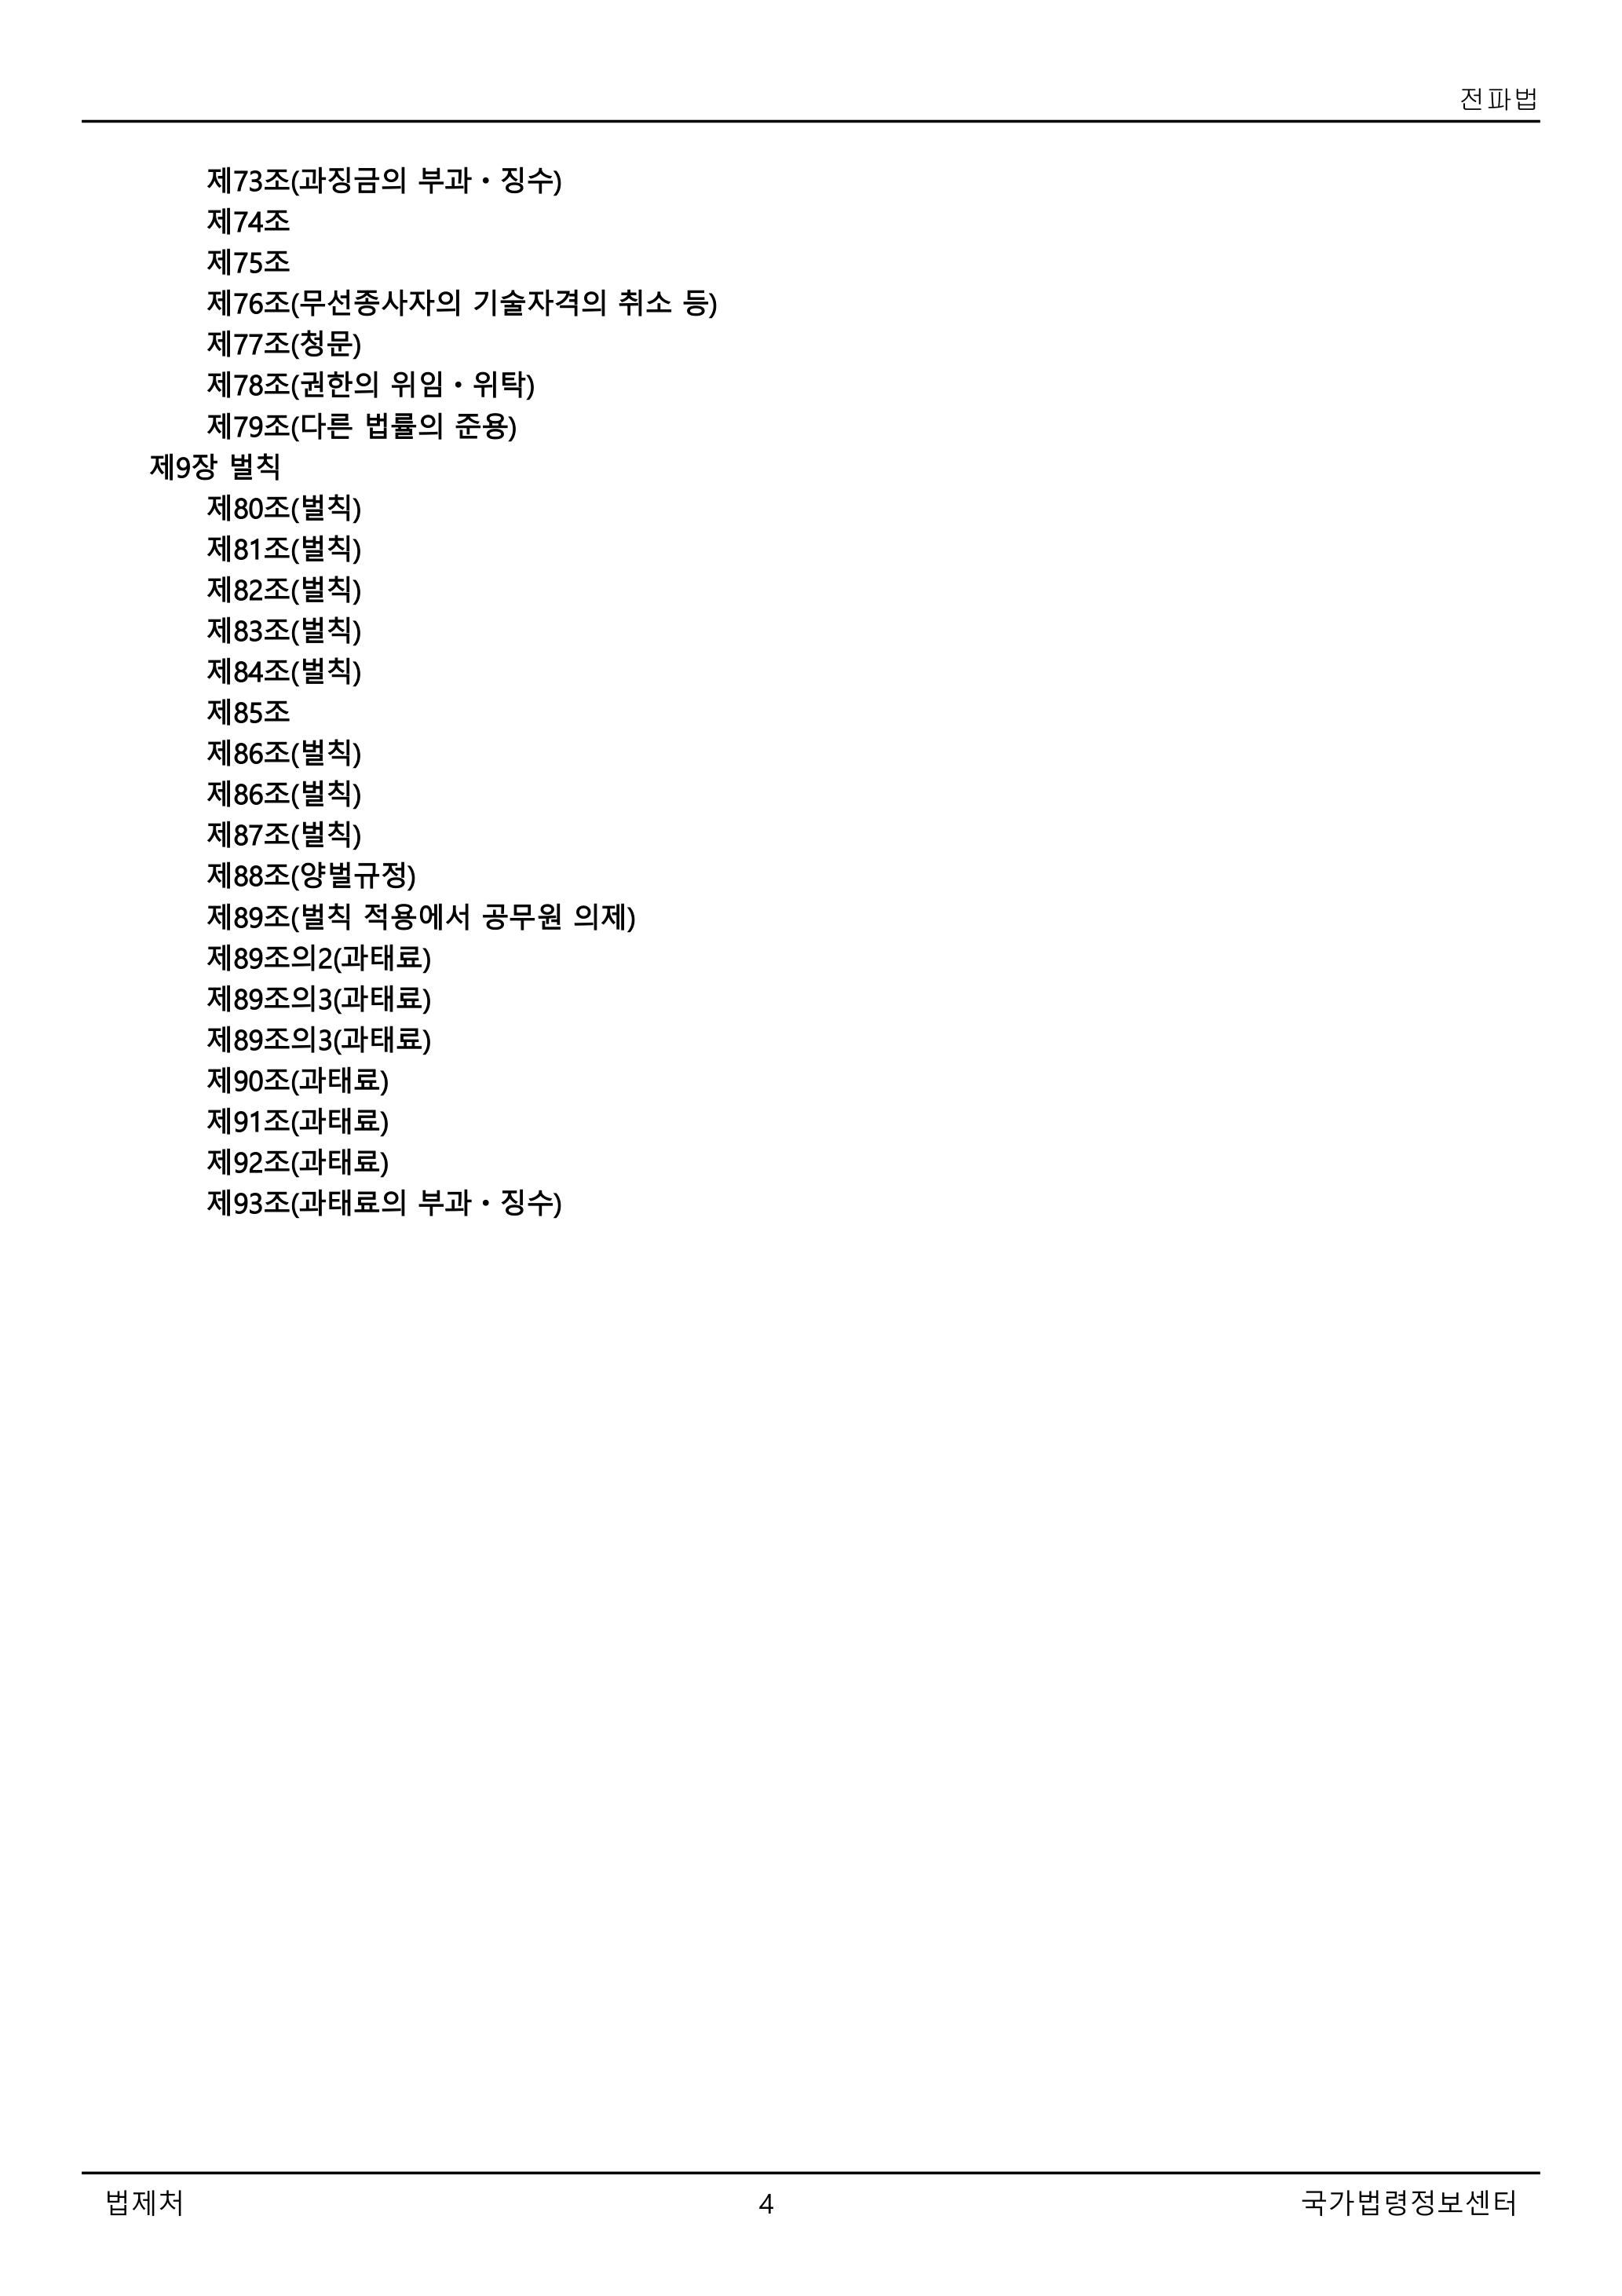 전파법
제73조(과징금의 부과ㆍ징수)
제74조
제75조
제76조(무선종사자의 기술자격의 취소 등)
제77조(청문)
제78조(권한의 위임ㆍ위탁)
제79조(다른 법률의 준용)
제9장 벌칙
제80조(벌칙)
제81조(벌칙)
제82조(벌칙)
제83조(벌칙)
제84조(벌칙)
제85조
제86조(벌칙)
제86조(벌칙)
제87조(벌칙)
제88조(양벌규정)
제89조(벌칙 적용에서 공무원 의제)
제89조의2(과태료)
제89조의3(과태료)
제89조의3(과태료)
제90조(과태료)
제91조(과태료)
제92조(과태료)
제93조(과태료의 부과ㆍ징수)
법제처 4 국가법령정보센터